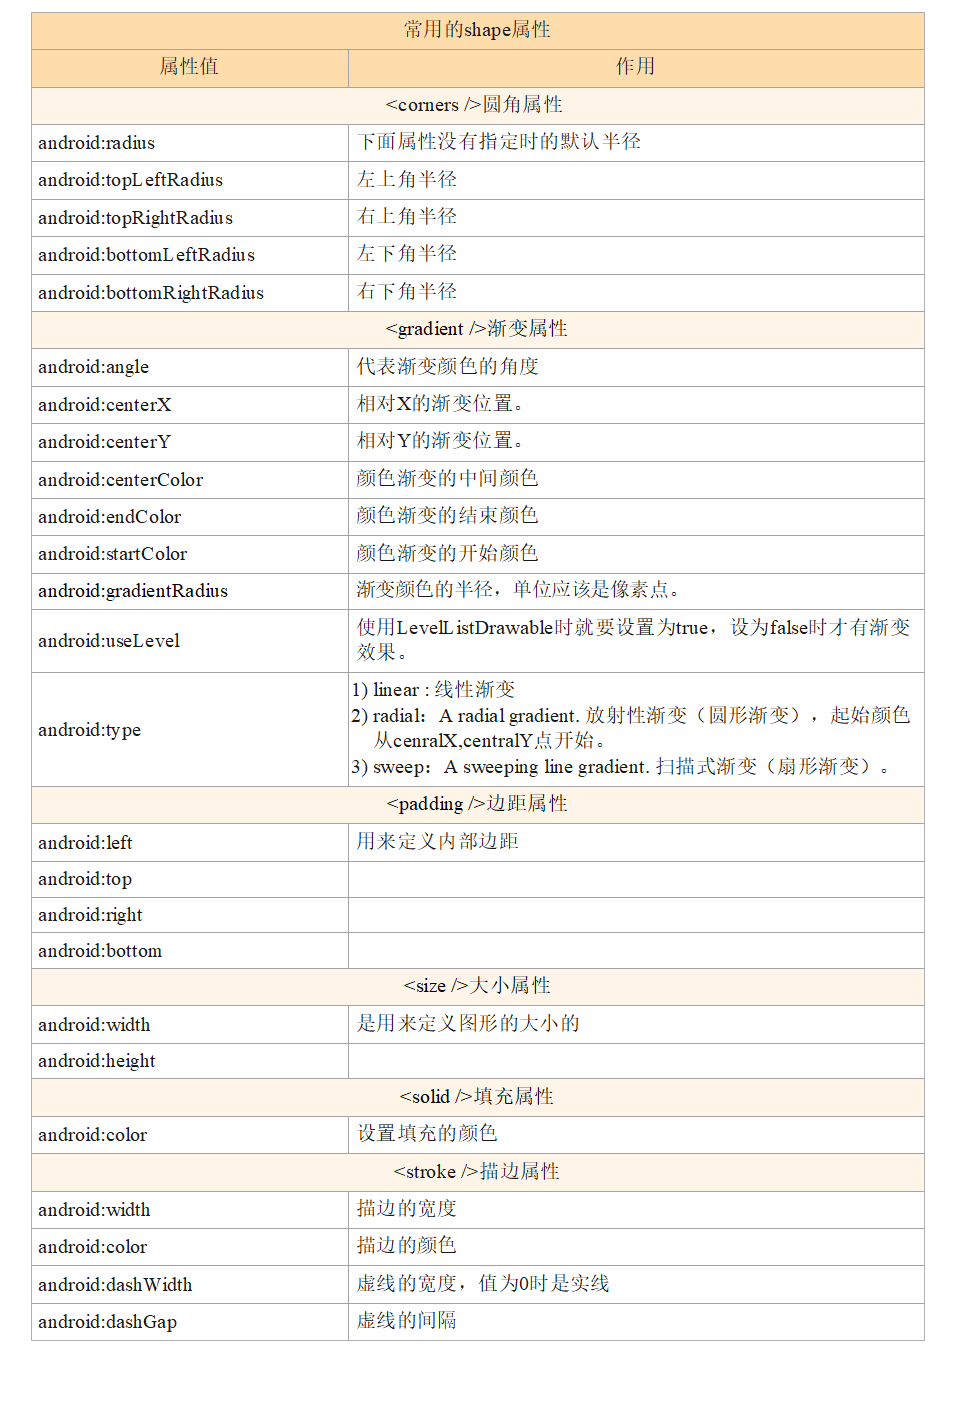 常用的shape属性
属性值 作用
<corners />圆角属性
android:radius 下面属性没有指定时的默认半径
android:topLeftRadius 左上角半径
android:topRightRadius 右上角半径
android:bottomLeftRadius 左下角半径
android:bottomRightRadius 右下角半径
<gradient />渐变属性
android:angle 代表渐变颜色的角度
android:centerX 相对X的渐变位置。
android:centerY 相对Y的渐变位置。
android:centerColor 颜色渐变的中间颜色
android:endColor 颜色渐变的结束颜色
android:startColor 颜色渐变的开始颜色
android:gradientRadius 渐变颜色的半径，单位应该是像素点。
android:useLevel 使用LevelListDrawable时就要设置为true，设为false时才有渐变
效果。
android:type 1) linear : 线性渐变
2) radial：A radial gradient. 放射性渐变（圆形渐变），起始颜色
从cenralX,centralY点开始。
3) sweep：A sweeping line gradient. 扫描式渐变（扇形渐变）。
<padding />边距属性
android:left 用来定义内部边距
android:top
android:right
android:bottom
<size />大小属性
android:width 是用来定义图形的大小的
android:height
<solid />填充属性
android:color 设置填充的颜色
<stroke />描边属性
android:width 描边的宽度
android:color 描边的颜色
android:dashWidth 虚线的宽度，值为0时是实线
android:dashGap 虚线的间隔